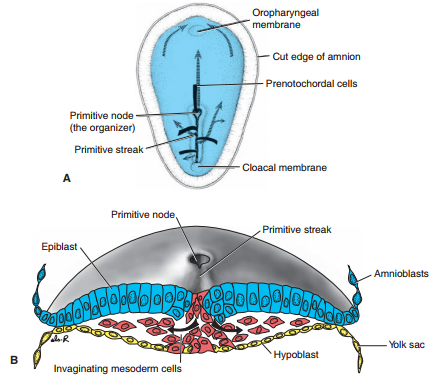 Oropharyngeal
membrane
Cut edge of amnion
Prenotochordal cells
Primitive node
(the organizer)
Primitive streak
Cloacal membrane
A
Primitive node
Primitive streak
Epiblast
Amnioblasts
Yolk sac
Hypoblast
B
Invaginating mesoderm cells